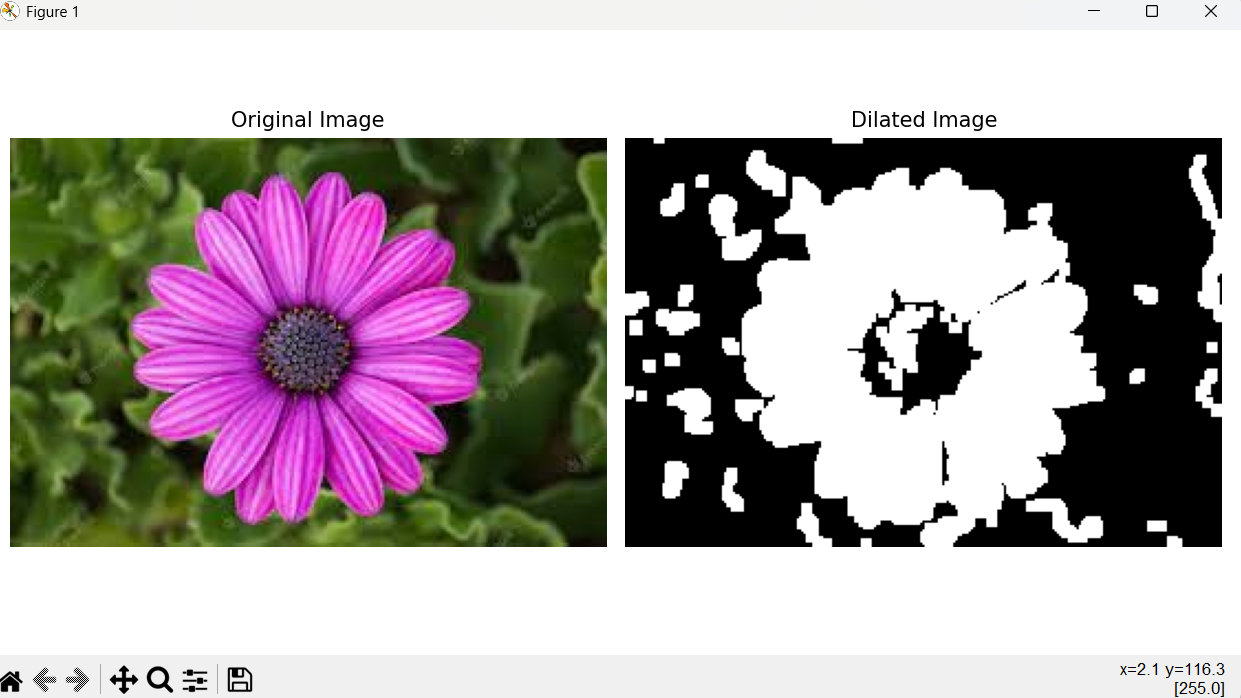 Figure 1
Original Image
Dilated Image
x=2.1 y=116.3
[255.0]